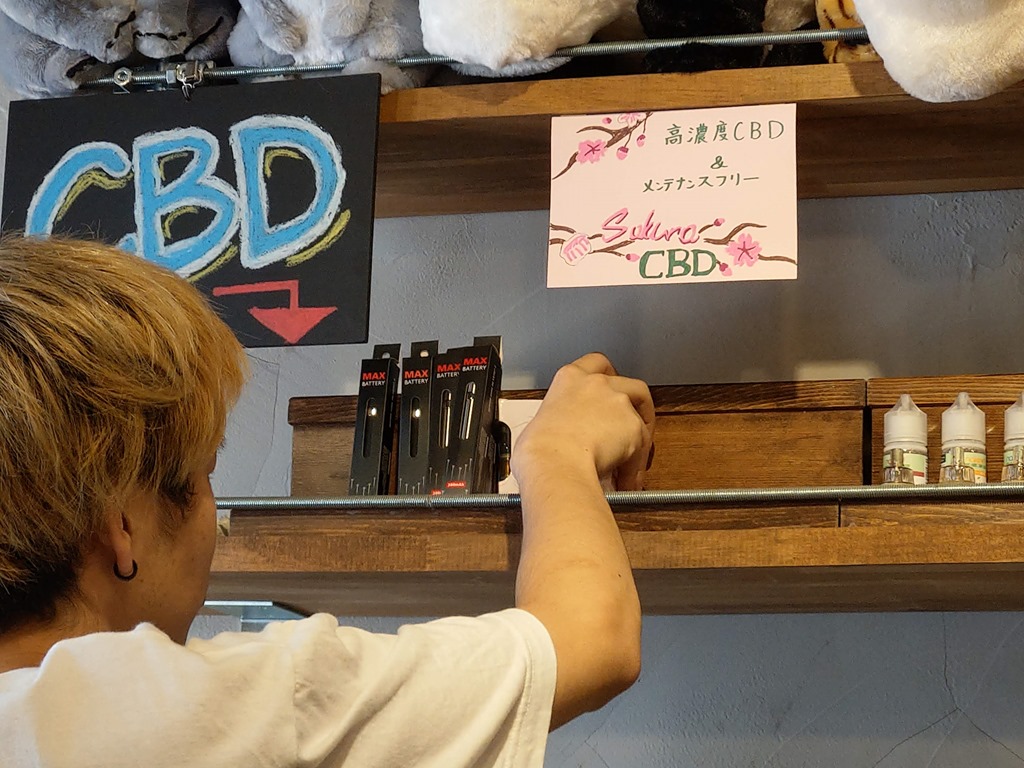 CBD
高濃度CBD
&
メンテナンスフリー
Sakura
CBD
MAX
BATTERY
MAX
BATTERY
MAX
BATTERY
MAX
BATTERY